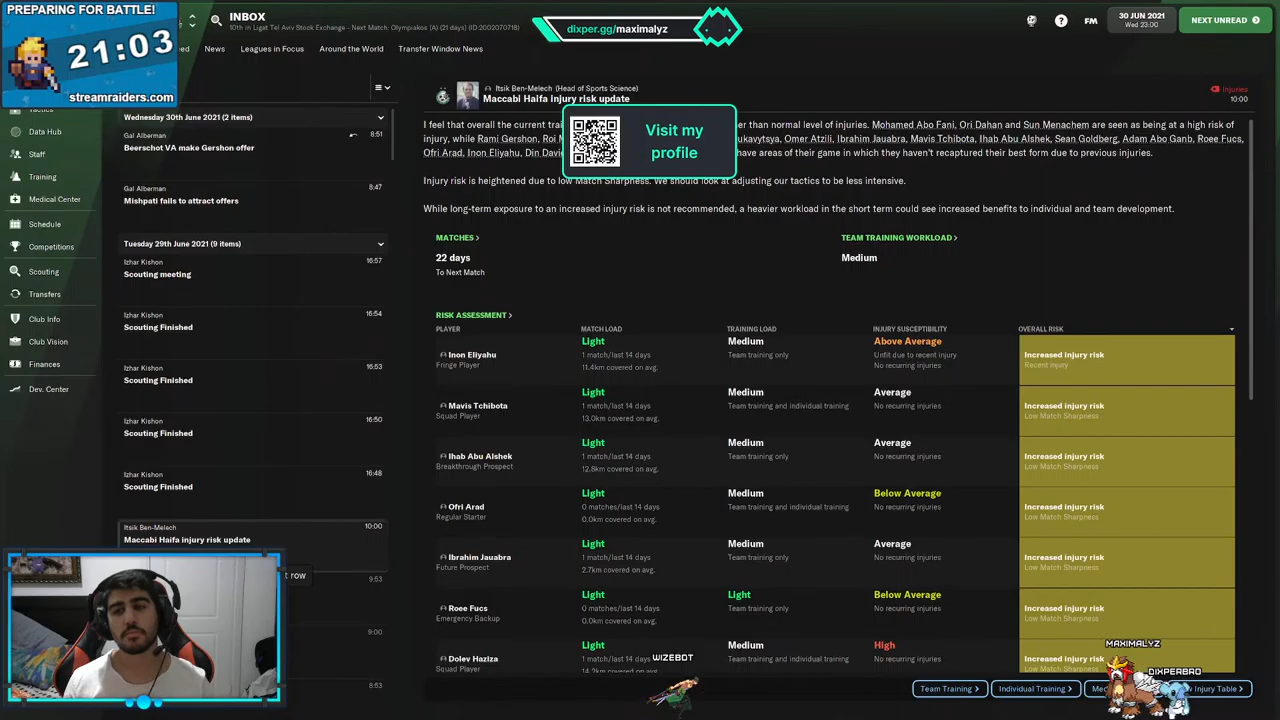 PREPARING FOR BATTLE!
21:03
streamraiders.com
INBOX
10th in Ligat Tel Aviv Stock Exchange - Next Match: Olympiakos (A) (21 days) (ID:2002070718)
dixper.gg/maximalyz
FM
30 JUN 2021
Wed 23:00
NEXT UNREAD
News
Leagues in Focus
Around the World
Transfer Window News
Tactics
Data Hub
Staff
Training
Medical Center
Schedule
Competitions
Scouting
Transfers
Club Info
Club Vision
Finances
Dev. Center
Wednesday 30th June 2021 (2 items)
Gal Alberman
8:51
Beerschot VA make Gershon offer
Gal Alberman
8:47
Mishpati fails to attract offers
Tuesday 29th June 2021 (9 items)
Izhar Kishon
16:57
Scouting meeting
Izhar Kishon
16:54
Scouting Finished
Izhar Kishon
16:53
Scouting Finished
Izhar Kishon
16:50
Scouting Finished
Izhar Kishon
16:48
Scouting Finished
Itsik Ben-Melech
10:00
Maccabi Haifa injury risk update
t row
9:53
9:00
8:53
Itsik Ben-Melech (Head of Sports Science)
Maccabi Haifa injury risk update
Injuries
10:00
Visit my
profile
I feel that overall the current trai
her than normal level of injuries. Mohamed Abo Fani, Ori Dahan and Sun Menachem are seen as being at a high risk of
injury, while Rami Gershon, Roi M
ukavytsya, Omer Atzili, Ibrahim Jauabra, Mavis Tchibota, Ihab Abu Alshek, Sean Goldberg, Adam Abo Ganb, Roee Fucs,
Ofri Arad, Inon Eliyahu, Din David
have areas of their game in which they haven't recaptured their best form due to previous injuries.
Injury risk is heightened due to low Match Sharpness. We should look at adjusting our tactics to be less intensive.
While long-term exposure to an increased injury risk is not recommended, a heavier workload in the short term could see increased benefits to individual and team development.
MATCHES
TEAM TRAINING WORKLOAD
22 days
Medium
To Next Match
RISK ASSESSMENT
PLAYER
MATCH LOAD
TRAINING LOAD
INJURY SUSCEPTIBILITY
OVERALL RISK
Inon Eliyahu
Fringe Player
Light
1 match/last 14 days
11.4km covered on avg.
Medium
Team training only
Above Average
Unfit due to recent injury
No recurring injuries
Increased injury risk
Recent injury
Mavis Tchibota
Squad Player
Light
1 match/last 14 days
13.0km covered on avg.
Medium
Team training and individual training
Average
No recurring injuries
Increased injury risk
Low Match Sharpness
Ihab Abu Alshek
Breakthrough Prospect
Light
1 match/last 14 days
12.8km covered on avg.
Medium
Team training only
Average
No recurring injuries
Increased injury risk
Low Match Sharpness
Ofri Arad
Regular Starter
Light
0 matches/last 14 days
0.0km covered on avg.
Medium
Team training and individual training
Below Average
No recurring injuries
Increased injury risk
Low Match Sharpness
Ibrahim Jauabra
Future Prospect
Light
1 match/last 14 days
2.7km covered on avg.
Medium
Team training only
Average
No recurring injuries
Increased injury risk
Low Match Sharpness
Roee Fucs
Emergency Backup
Light
0 matches/last 14 days
0.0km covered on avg.
Light
Team training only
Below Average
No recurring injuries
Increased injury risk
Low Match Sharpness
Dolev Haziza
Squad Player
Light
1 match/last 14 days
14.2km covered on avg.
Medium
Team training and individual training
High
No recurring injuries
Increased injury risk
Low Match
WIZEBOT
MAXIMALYZ
DIXPERBRO
Team Training
Individual Training
Med
w Injury Table